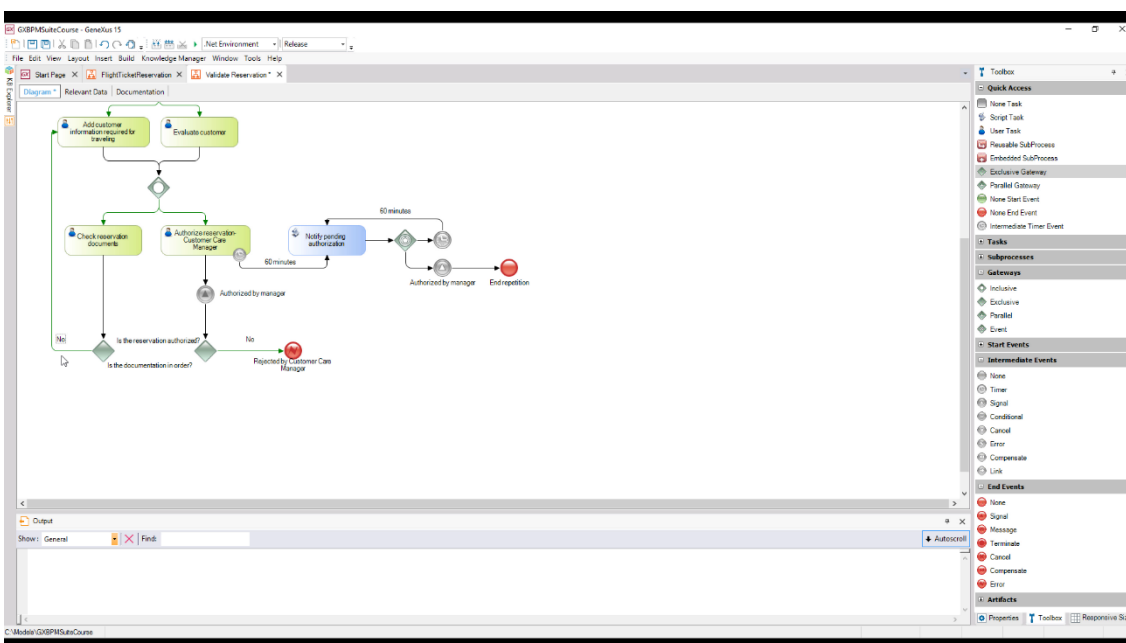 GXBPMSuiteCourse - GeneXus 15
.Net Environment Release
File Edit View Layout Insert Build Knowledge Manager Window Tools Help
Start Page X FlightTicketReservation X Validate Reservation * X
KB Explorer
Diagram * Relevant Data Documentation
Add customer
information required for
traveling
Evaluate customer
Check reservation
documents
Authorize reservation-
Customer Care
Manager
60 minutes
Notify pending
authorization
60 minutes
Authorized by manager
End repetition
Authorized by manager
No
Is the reservation authorized?
No
Is the documentation in order?
Rejected by Customer Care
Manager
Output
Show: General Find:
Autoscroll
C:\Models\GXBPMSuiteCourse
Toolbox
Quick Access
None Task
Script Task
User Task
Reusable SubProcess
Embedded SubProcess
Exclusive Gateway
Parallel Gateway
None Start Event
None End Event
Intermediate Timer Event
Tasks
Subprocesses
Gateways
Inclusive
Exclusive
Parallel
Event
Start Events
Intermediate Events
None
Timer
Signal
Conditional
Cancel
Error
Compensate
Link
End Events
None
Signal
Message
Terminate
Cancel
Compensate
Error
Artifacts
Properties Toolbox Responsive Si